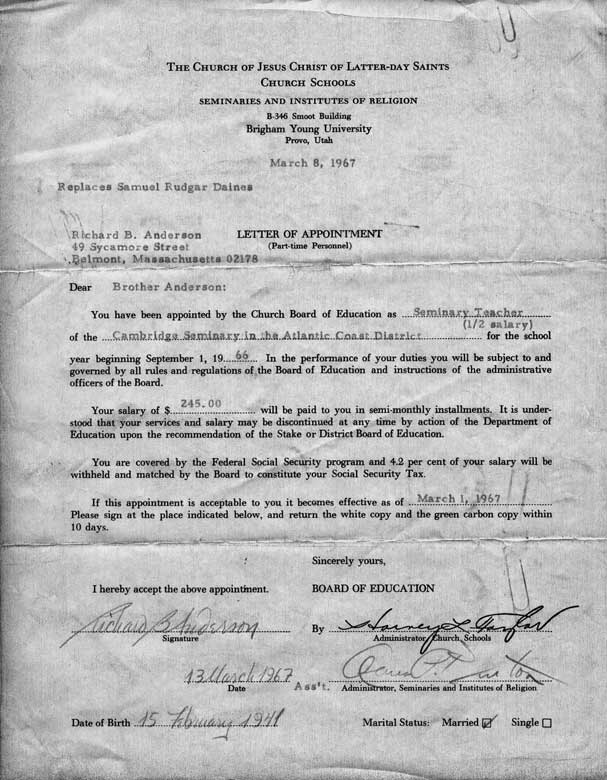 THE CHURCH OF JESUS CHRIST OF LATTER-DAY SAINTS
CHURCH SCHOOLS
SEMINARIES AND INSTITUTES OF RELIGION
B-346 Smoot Building
Brigham Young University
Provo, Utah
March 8, 1967
Replaces Samuel Rudgar Daines
Richard B. Anderson
49 Sycamore Street
Belmont, Massachusetts 02178
LETTER OF APPOINTMENT
(Part-time Personnel)
Dear Brother Anderson:
You have been appointed by the Church Board of Education as Seminary Teacher
(1/2 salary)
of the Cambridge Seminary in the Atlantic Coast District for the school
year beginning September 1, 19 66 . In the performance of your duties you will be subject to and
governed by all rules and regulations of the Board of Education and instructions of the administrative
officers of the Board.
Your salary of $ 245.00 will be paid to you in semi-monthly installments. It is under-
stood that your services and salary may be discontinued at any time by action of the Department of
Education upon the recommendation of the Stake or District Board of Education.
You are covered by the Federal Social Security program and 4.2 per cent of your salary will be
withheld and matched by the Board to constitute your Social Security Tax.
If this appointment is acceptable to you it becomes effective as of March 1, 1967
Please sign at the place indicated below, and return the white copy and the green carbon copy within
10 days.
Sincerely yours,
I hereby accept the above appointment. BOARD OF EDUCATION
Richard B Anderson
Signature
By Harvey L Taylor
Administrator, Church Schools
13 March 1967
Date
Ass't. Administrator, Seminaries and Institutes of Religion
Date of Birth 15 February 1941 Marital Status: Married ☑ Single ☐